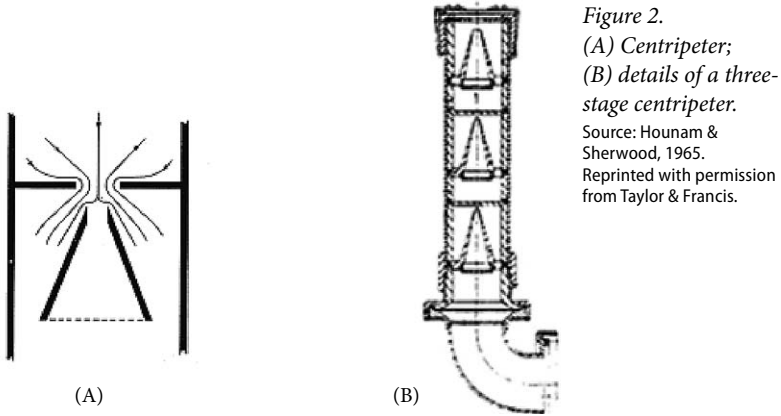 Figure 2.
(A) Centripeter;
(B) details of a three-
stage centripeter.
Source: Hounam &
Sherwood, 1965.
Reprinted with permission
from Taylor & Francis.
(A)
(B)